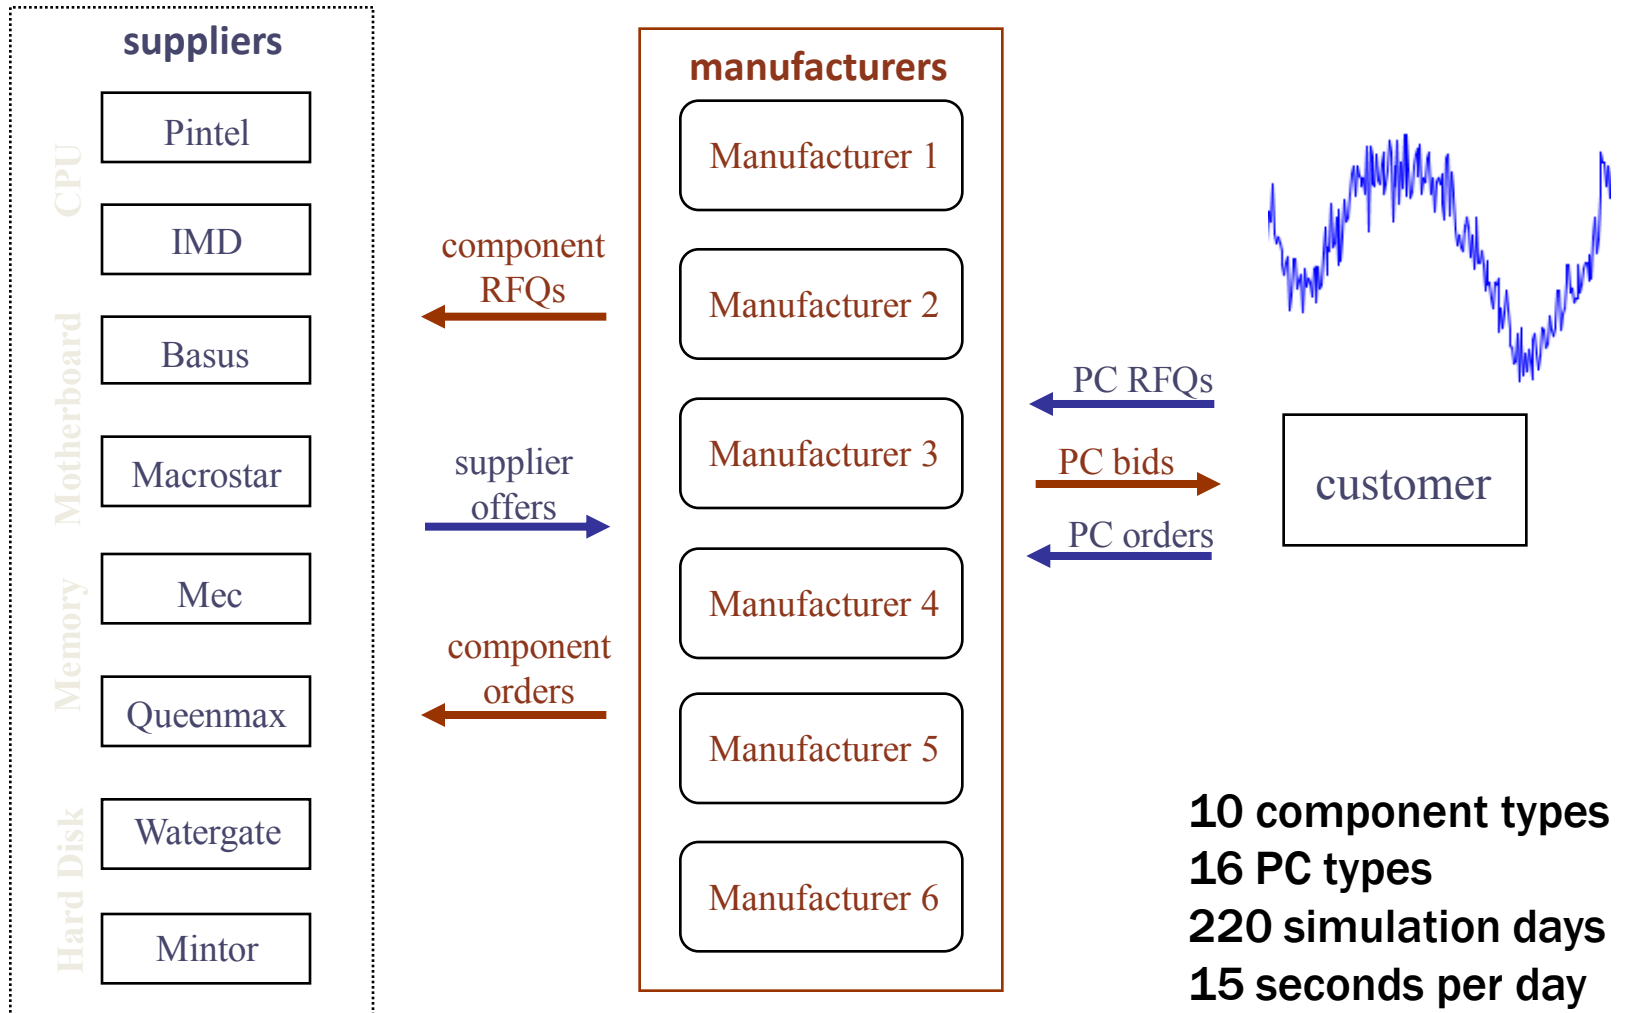 suppliers
CPU
Pintel
IMD
Motherboard
Basus
Macrostar
Memory
Mec
Queenmax
Hard Disk
Watergate
Mintor
component
RFQs
supplier
offers
component
orders
manufacturers
Manufacturer 1
Manufacturer 2
Manufacturer 3
Manufacturer 4
Manufacturer 5
Manufacturer 6
PC RFQs
PC bids
PC orders
customer
10 component types
16 PC types
220 simulation days
15 seconds per day